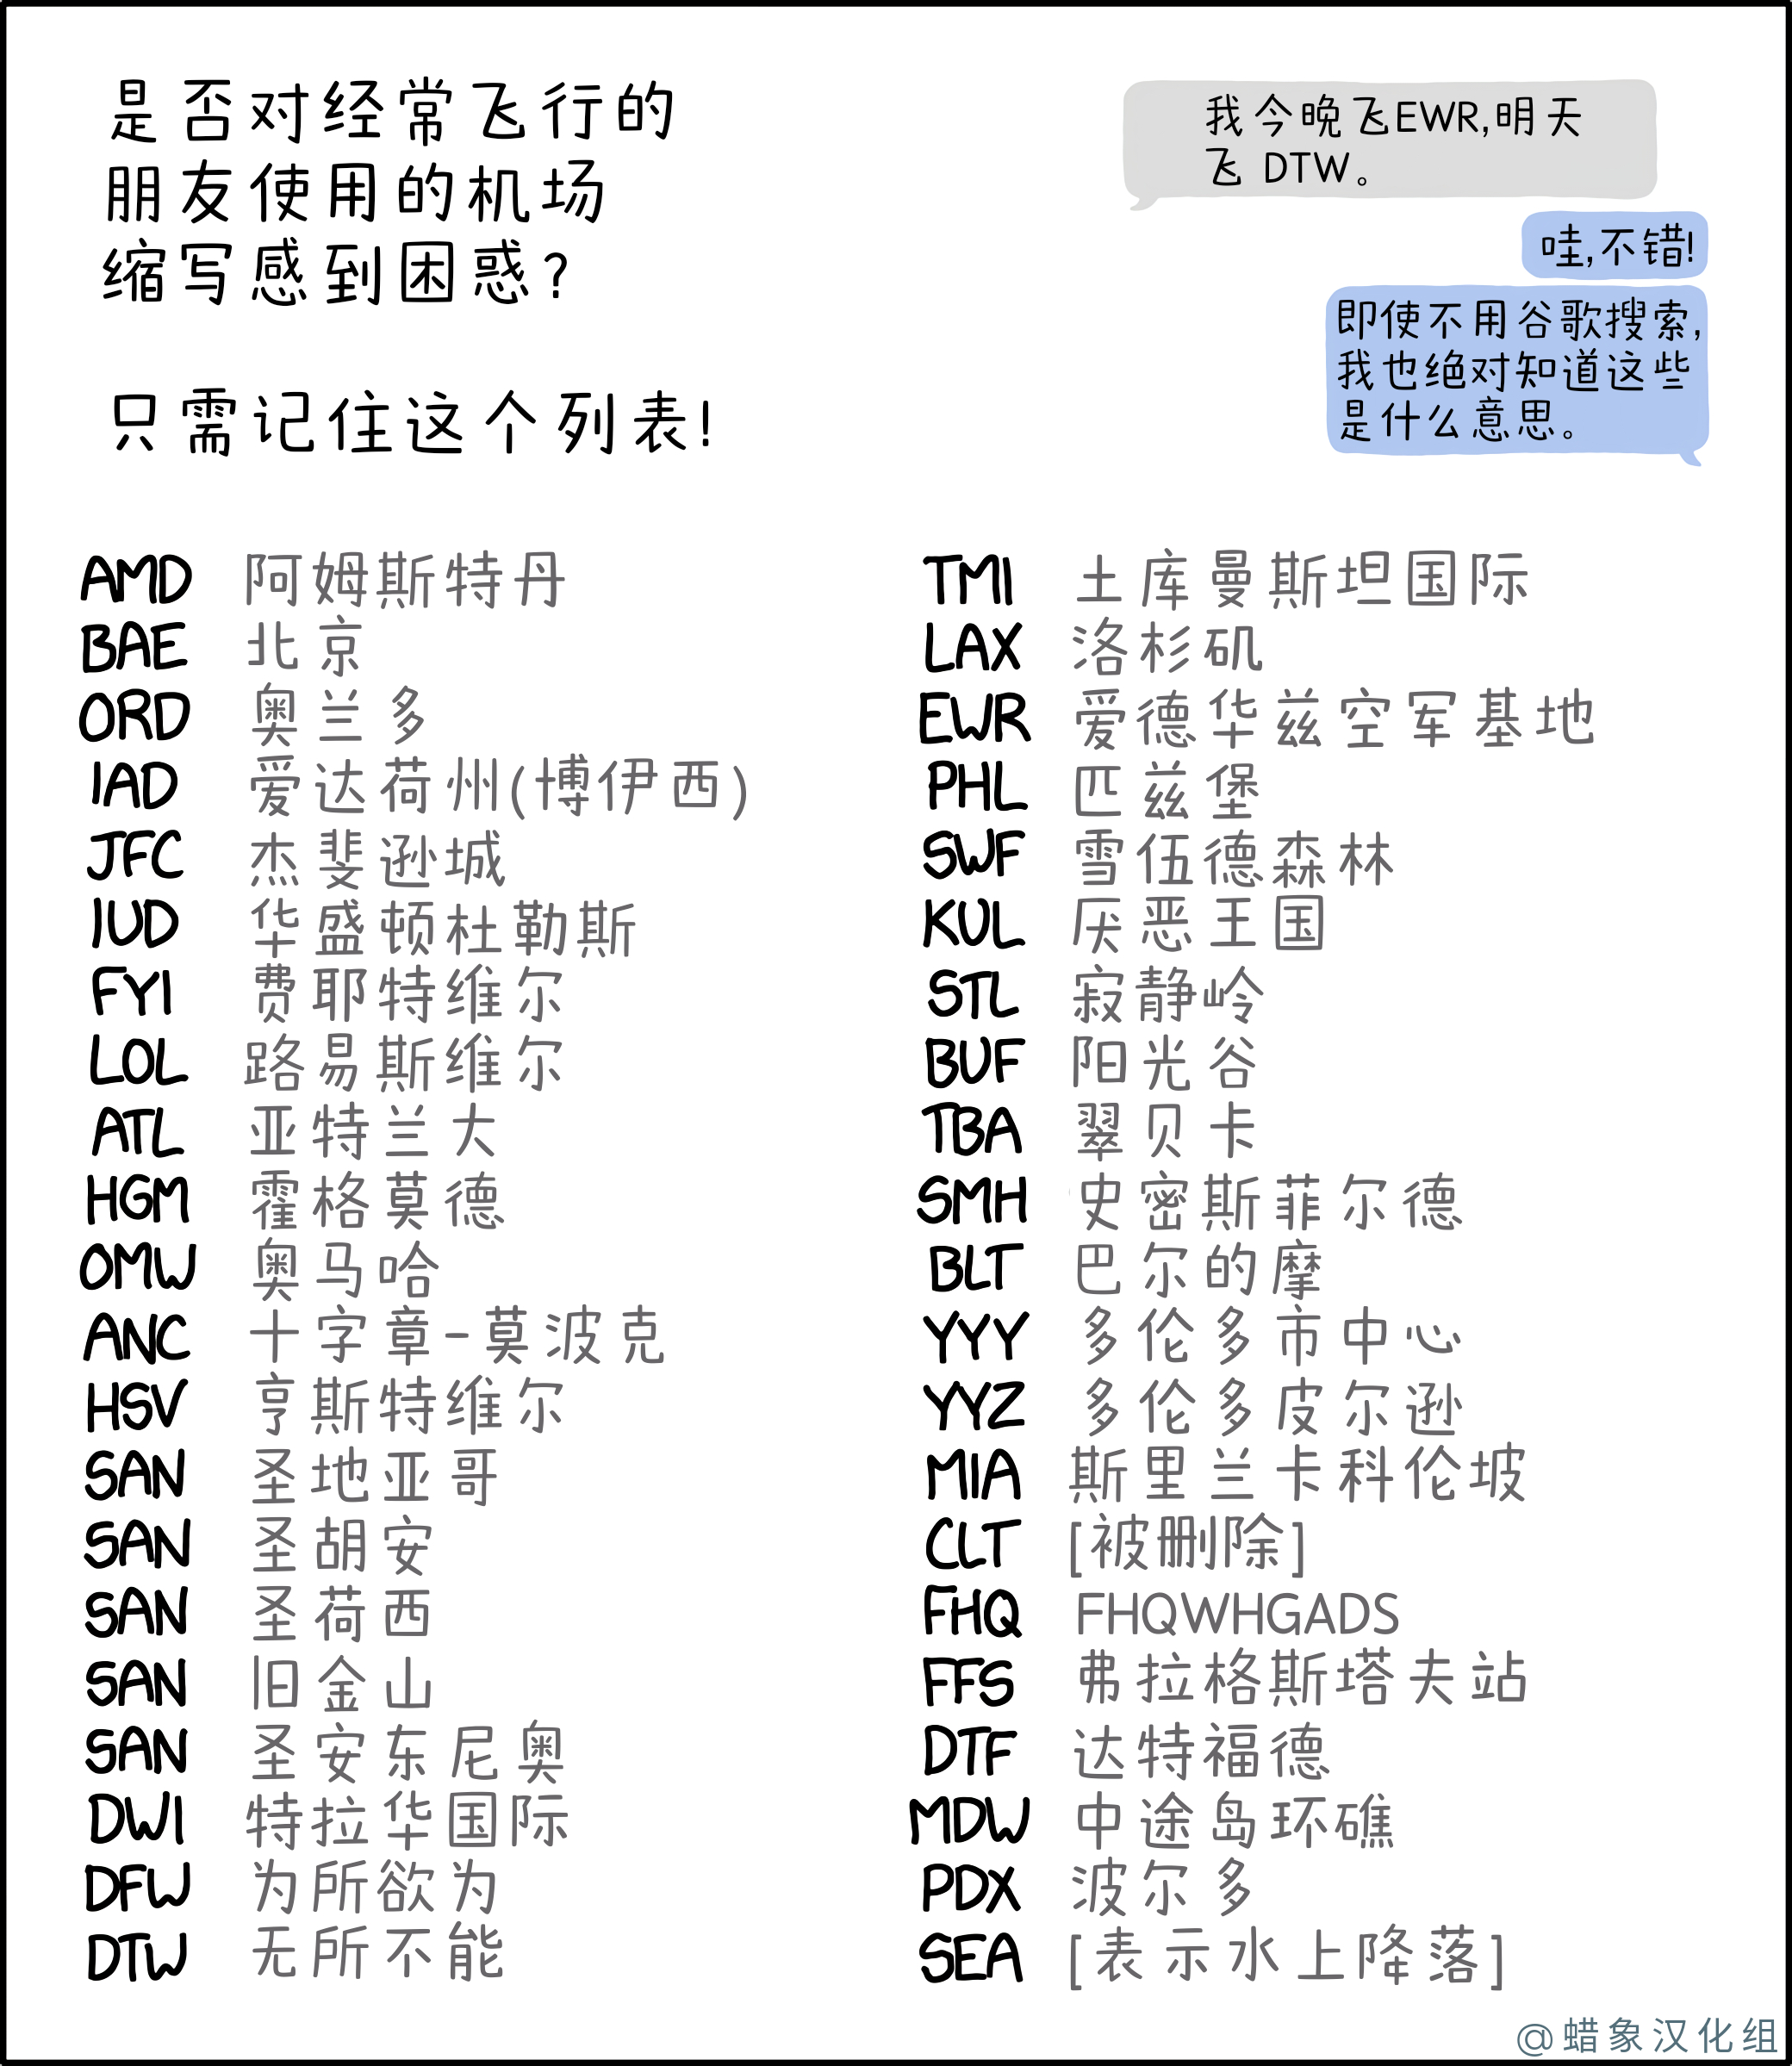 是否对经常飞行的
朋友使用的机场
缩写感到困惑?
只需记住这个列表!
我今晚飞EWR,明天
飞 DTW。
哇,不错!
即使不用谷歌搜索,
我也绝对知道这些
是什么意思。
AMD 阿姆斯特丹
BAE 北京
ORD 奥兰多
IAD 爱达荷州(博伊西)
JFC 杰斐逊城
IUD 华盛顿杜勒斯
FYI 费耶特维尔
LOL 路易斯维尔
ATL 亚特兰大
HGM 霍格莫德
OMW 奥马哈
ANC 十字章-莫波克
HSV 亨斯特维尔
SAN 圣地亚哥
SAN 圣胡安
SAN 圣荷西
SAN 旧金山
SAN 圣安东尼奥
DWI 特拉华国际
DFW 为所欲为
DTW 无所不能
TMI 土库曼斯坦国际
LAX 洛杉矶
EWR 爱德华兹空军基地
PHL 匹兹堡
SWF 雪伍德森林
KUL 厌恶王国
STL 寂静岭
BUF 阳光谷
TBA 翠贝卡
SMH 史密斯菲尔德
BLT 巴尔的摩
YYY 多伦多市中心
YYZ 多伦多皮尔逊
MIA 斯里兰卡科伦坡
CLT [被删除]
FHQ FHQWHGADS
FFS 弗拉格斯塔夫站
DTF 达特福德
MDW 中途岛环礁
PDX 波尔多
SEA [表示水上降落]
@蜡象汉化组